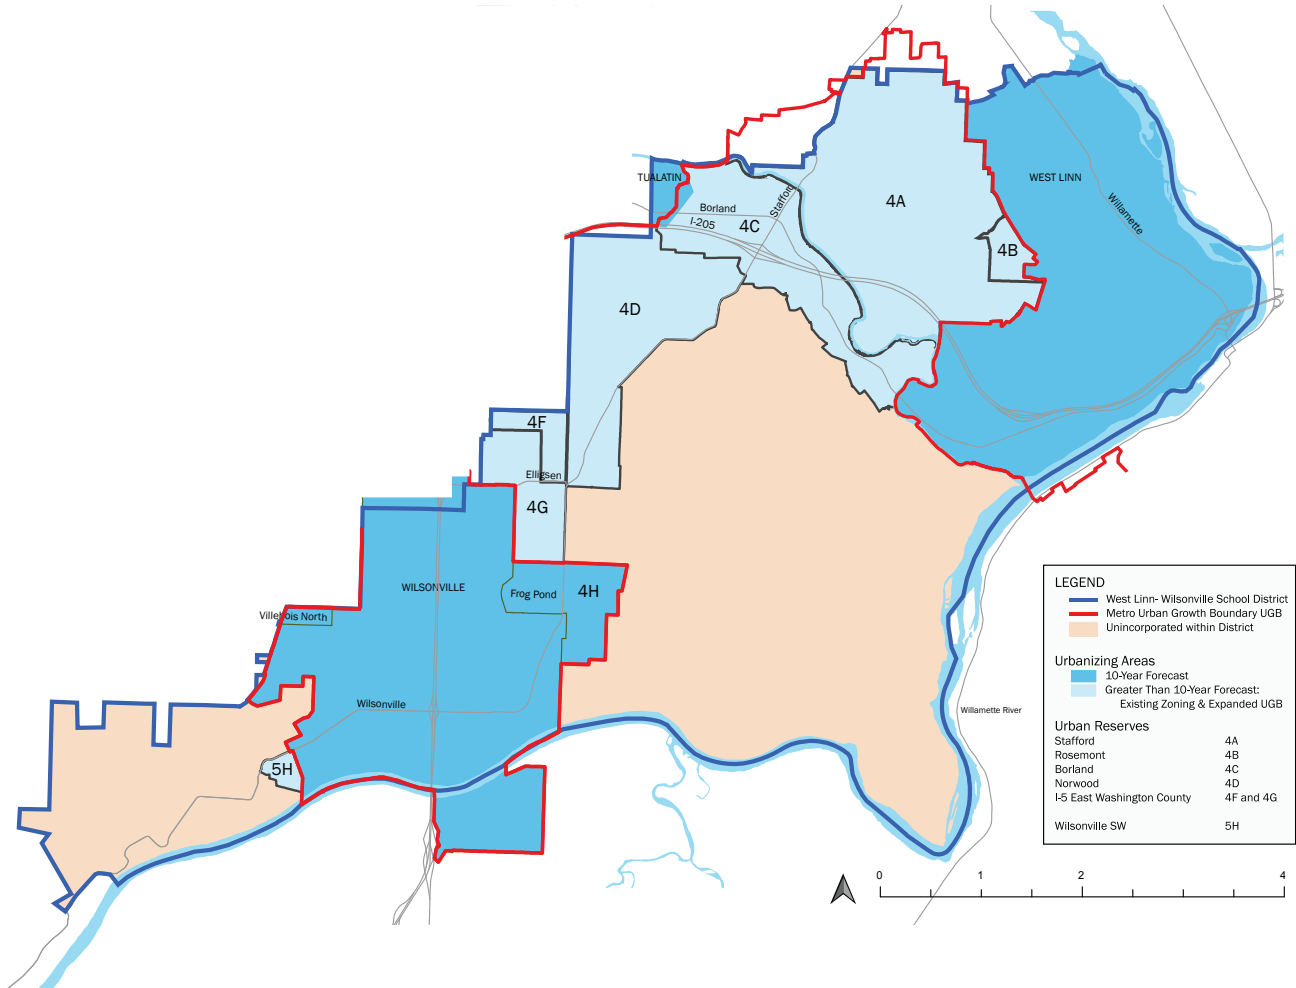 TUALATIN
WEST LINN
Borland
I-205
Stafford
Willamette
4A
4B
4C
4D
4F
Elligsen
4G
WILSONVILLE
Frog Pond
4H
Villebois North
Wilsonville
5H
Willamette River
LEGEND
West Linn- Wilsonville School District
Metro Urban Growth Boundary UGB
Unincorporated within District
Urbanizing Areas
10-Year Forecast
Greater Than 10-Year Forecast:
Existing Zoning & Expanded UGB
Urban Reserves
Stafford 4A
Rosemont 4B
Borland 4C
Norwood 4D
I-5 East Washington County 4F and 4G
Wilsonville SW 5H
0 1 2 4